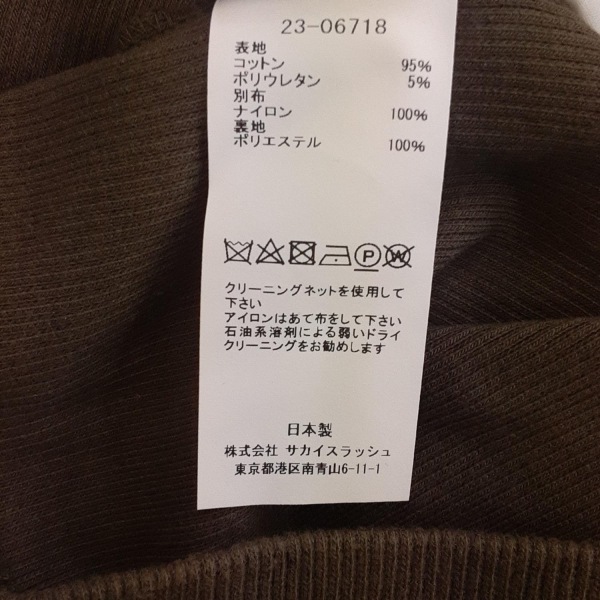 23-06718
表地
コットン 95%
ポリウレタン 5%
別布
ナイロン 100%
裏地
ポリエステル 100%
P W
クリーニングネットを使用して
下さい
アイロンはあて布をして下さい
石油系溶剤による弱いドライ
クリーニングをお勧めします
日本製
株式会社 サカイスラッシュ
東京都港区南青山6-11-1